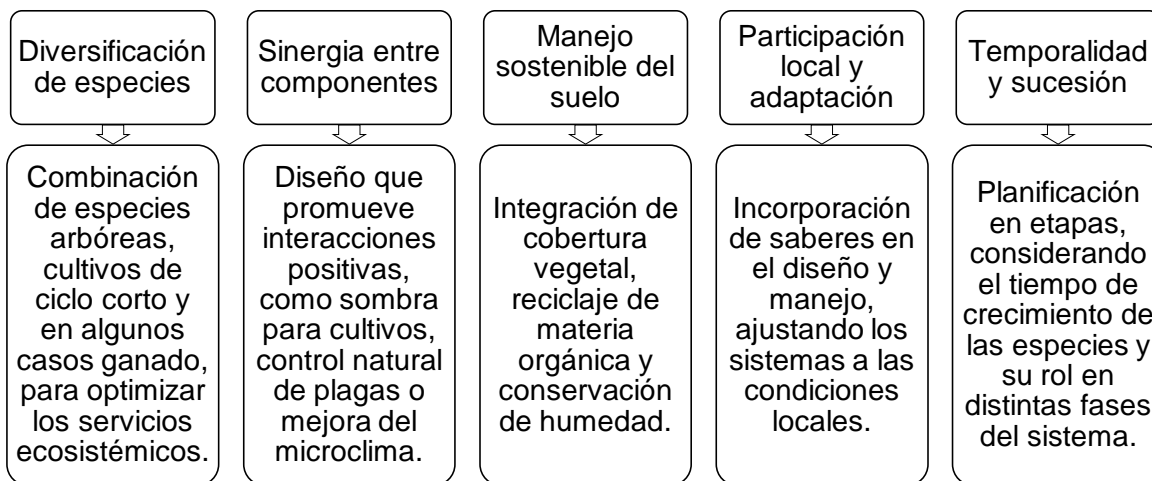 Diversificación
de especies
Combinación
de especies
arbóreas,
cultivos de
ciclo corto y
en algunos
casos ganado,
para optimizar
los servicios
ecosistémicos.
Sinergia entre
componentes
Diseño que
promueve
interacciones
positivas,
como sombra
para cultivos,
control natural
de plagas o
mejora del
microclima.
Manejo
sostenible del
suelo
Integración de
cobertura
vegetal,
reciclaje de
materia
orgánica y
conservación
de humedad.
Participación
local y
adaptación
Incorporación
de saberes en
el diseño y
manejo,
ajustando los
sistemas a las
condiciones
locales.
Temporalidad
y sucesión
Planificación
en etapas,
considerando
el tiempo de
crecimiento de
las especies y
su rol en
distintas fases
del sistema.